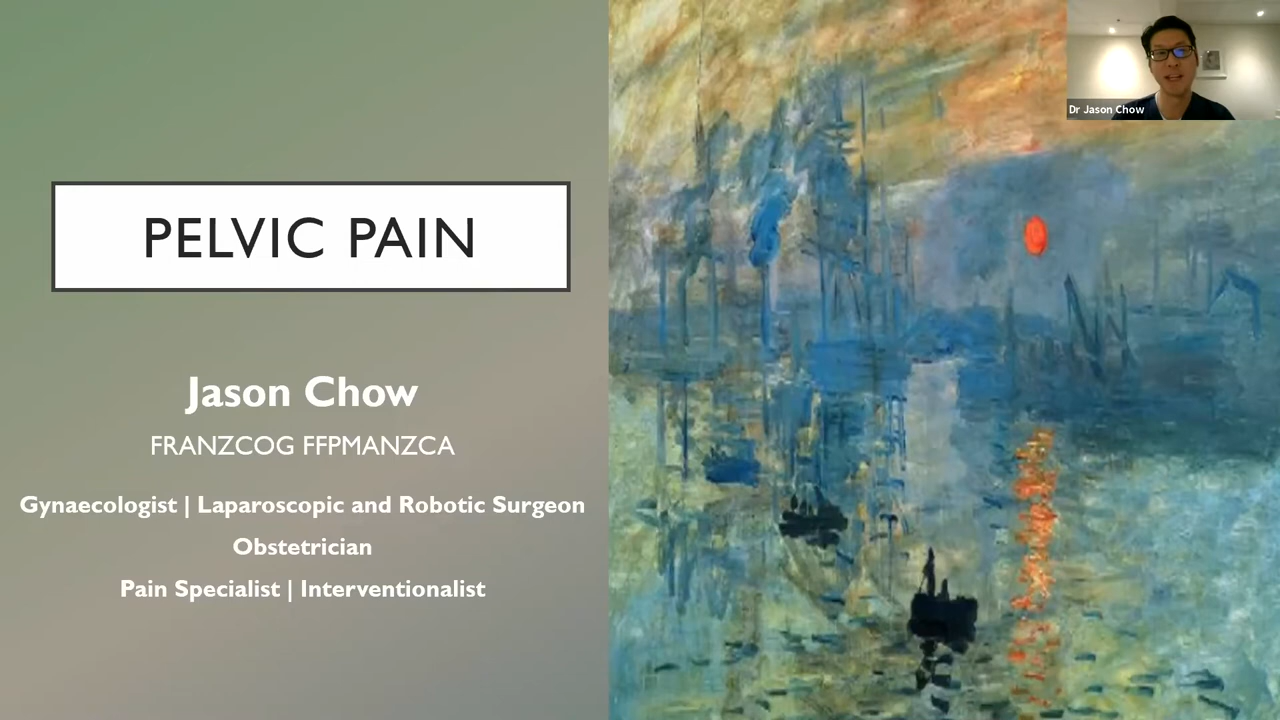 PELVIC PAIN
Jason Chow
FRANZCOG FFPMANZCA
Gynaecologist | Laparoscopic and Robotic Surgeon
Obstetrician
Pain Specialist | Interventionalist
Dr Jason Chow